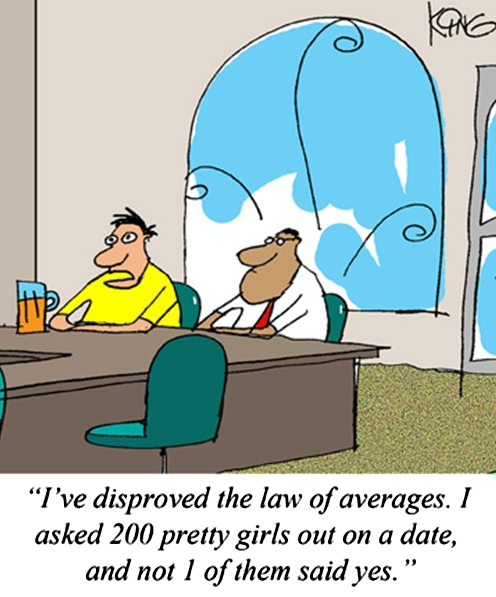 KING
“I’ve disproved the law of averages. I
asked 200 pretty girls out on a date,
and not 1 of them said yes.”